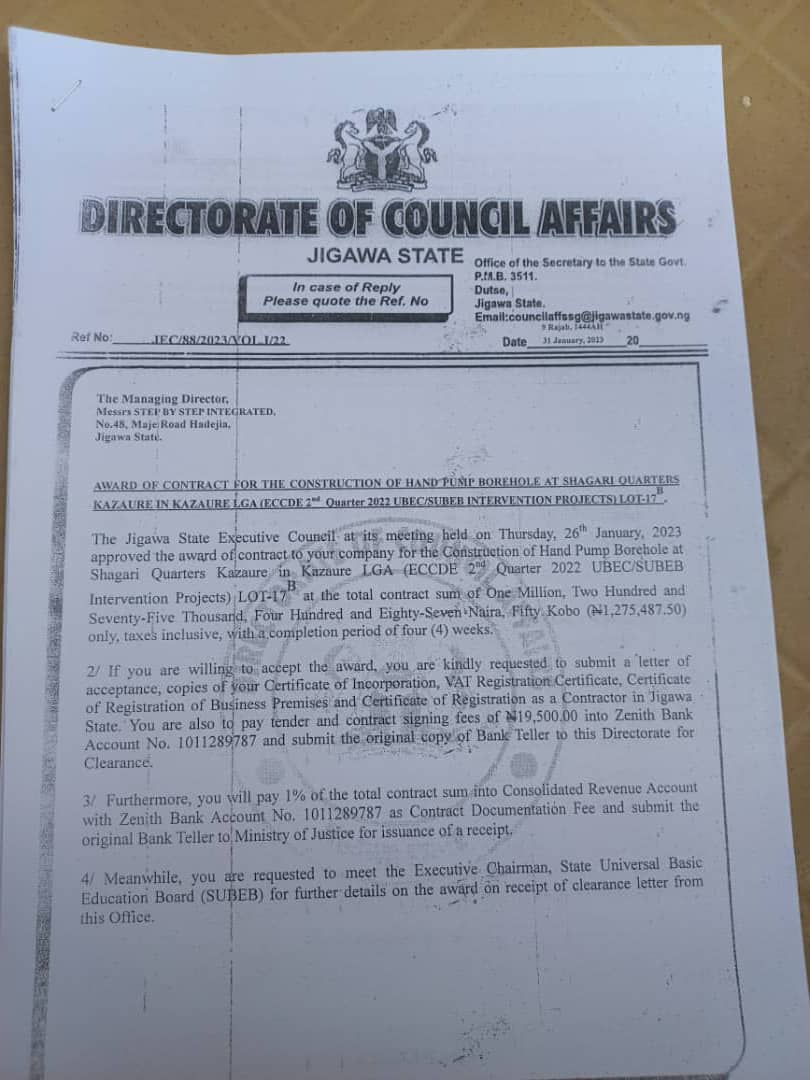 DIRECTORATE OF COUNCIL AFFAIRS
JIGAWA STATE
In case of Reply
Please quote the Ref. No
Office of the Secretary to the State Govt.
P.M.B. 3511.
Dutse,
Jigawa State.
Email:councilaffssg@jigawastate.gov.ng
9 Rajab, 1444AH
Ref No: JEC/88/2023/VOL.I/22
Date 31 January, 2023 20
The Managing Director,
Messrs STEP BY STEP INTEGRATED,
No.48, Maje Road Hadejia,
Jigawa State.
AWARD OF CONTRACT FOR THE CONSTRUCTION OF HAND PUMP BOREHOLE AT SHAGARI QUARTERS
KAZAURE IN KAZAURE LGA (ECCDE 2nd Quarter 2022 UBEC/SUBEB INTERVENTION PROJECTS) LOT-17B.
The Jigawa State Executive Council at its meeting held on Thursday, 26th January, 2023
approved the award of contract to your company for the Construction of Hand Pump Borehole at
Shagari Quarters Kazaure in Kazaure LGA (ECCDE 2nd Quarter 2022 UBEC/SUBEB
Intervention Projects) LOT-17B at the total contract sum of One Million, Two Hundred and
Seventy-Five Thousand, Four Hundred and Eighty-Seven Naira, Fifty Kobo (₦1,275,487.50)
only, taxes inclusive, with a completion period of four (4) weeks.
2/ If you are willing to accept the award, you are kindly requested to submit a letter of
acceptance, copies of your Certificate of Incorporation, VAT Registration Certificate, Certificate
of Registration of Business Premises and Certificate of Registration as a Contractor in Jigawa
State. You are also to pay tender and contract signing fees of ₦19,500.00 into Zenith Bank
Account No. 1011289787 and submit the original copy of Bank Teller to this Directorate for
Clearance.
3/ Furthermore, you will pay 1% of the total contract sum into Consolidated Revenue Account
with Zenith Bank Account No. 1011289787 as Contract Documentation Fee and submit the
original Bank Teller to Ministry of Justice for issuance of a receipt.
4/ Meanwhile, you are requested to meet the Executive Chairman, State Universal Basic
Education Board (SUBEB) for further details on the award on receipt of clearance letter from
this Office.